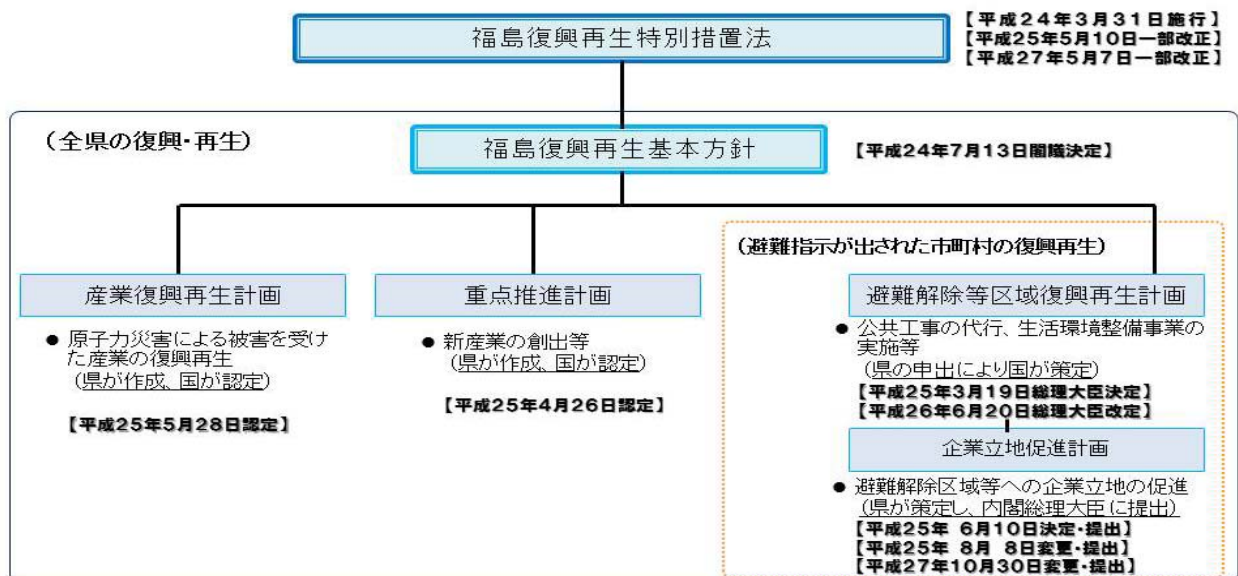 福島復興再生特別措置法
【平成24年3月31日施行】
【平成25年5月10日一部改正】
【平成27年5月7日一部改正】
（全県の復興・再生）
福島復興再生基本方針
【平成24年7月13日閣議決定】
産業復興再生計画
● 原子力災害による被害を受け
た産業の復興再生
（県が作成、国が認定）
【平成25年5月28日認定】
重点推進計画
● 新産業の創出等
（県が作成、国が認定）
【平成25年4月26日認定】
（避難指示が出された市町村の復興再生）
避難解除等区域復興再生計画
● 公共工事の代行、生活環境整備事業の
実施等
（県の申出により国が策定）
【平成25年3月19日総理大臣決定】
【平成26年6月20日総理大臣改定】
企業立地促進計画
● 避難解除区域等への企業立地の促進
（県が策定し、内閣総理大臣に提出）
【平成25年 6月10日決定・提出】
【平成25年 8月 8日変更・提出】
【平成27年10月30日変更・提出】